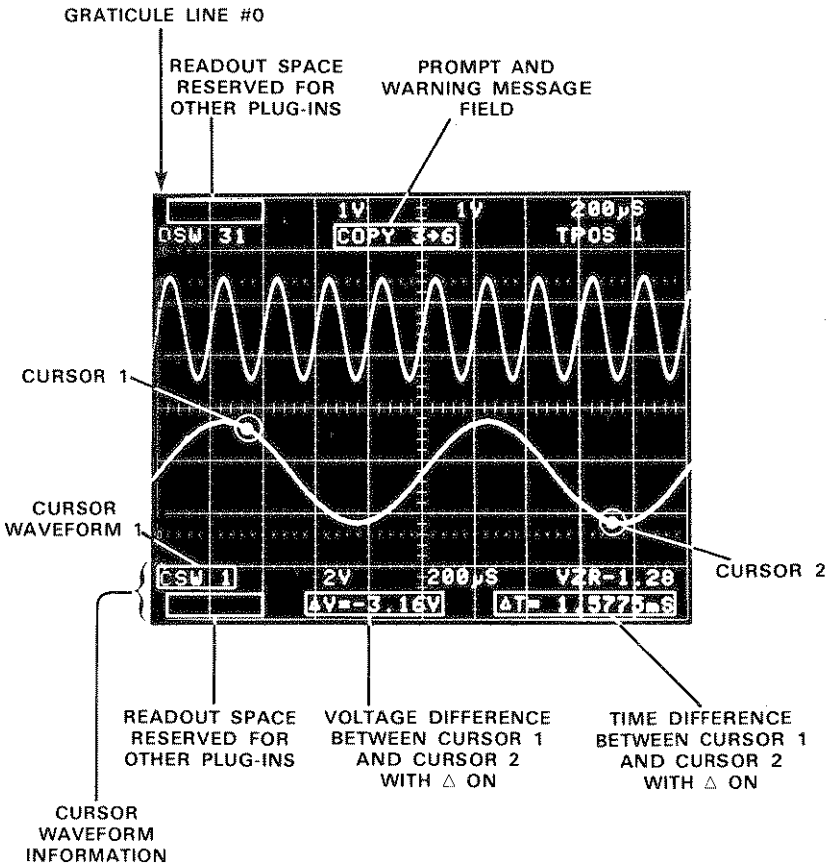 GRATICULE LINE #0
READOUT SPACE
RESERVED FOR
OTHER PLUG-INS
PROMPT AND
WARNING MESSAGE
FIELD
1V 1V 200µS
DSW 31 COPY 3→6 TPOS 1
CURSOR 1
CURSOR
WAVEFORM 1
CURSOR 2
CSW 1 2V 200µS VZR-1.28
ΔV=-3.16V ΔT= 1.5775mS
READOUT SPACE
RESERVED FOR
OTHER PLUG-INS
VOLTAGE DIFFERENCE
BETWEEN CURSOR 1
AND CURSOR 2
WITH △ ON
TIME DIFFERENCE
BETWEEN CURSOR 1
AND CURSOR 2
WITH △ ON
CURSOR
WAVEFORM
INFORMATION